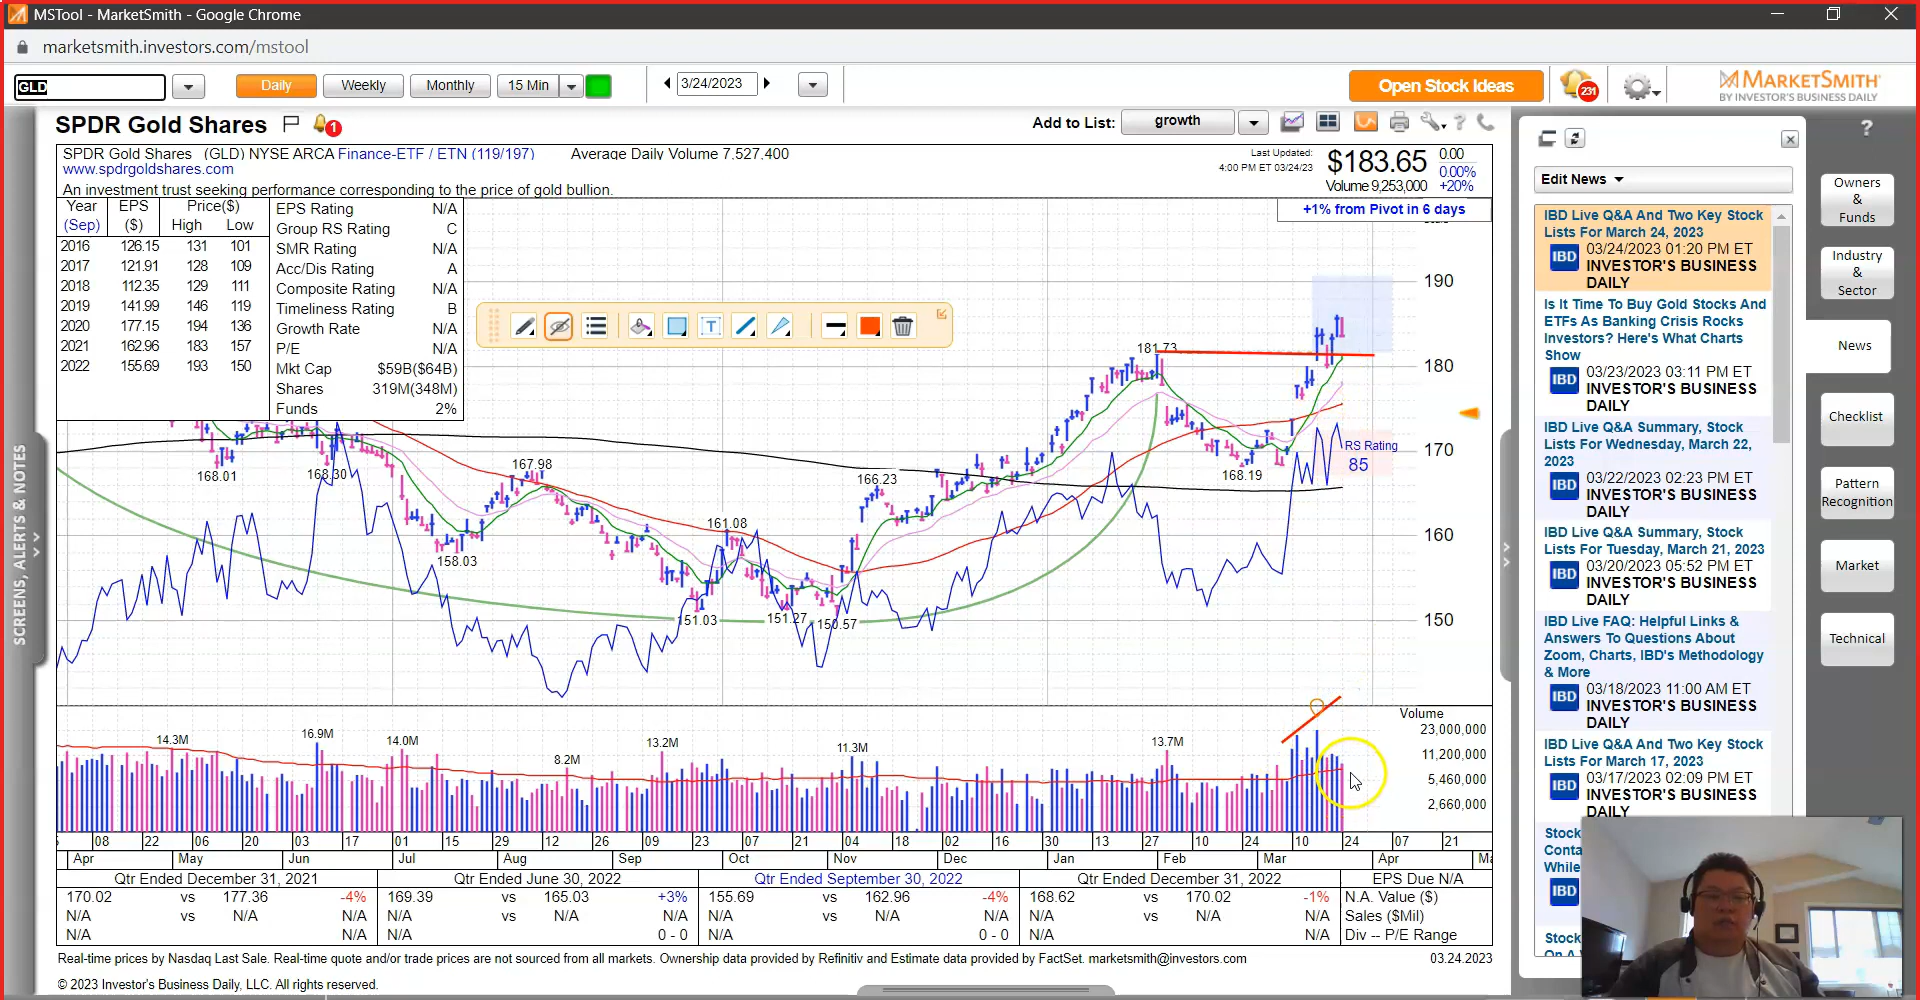 MSTool - MarketSmith - Google Chrome
marketsmith.investors.com/mstool
GLD
Daily
Weekly
Monthly
15 Min
3/24/2023
Open Stock Ideas
231
MARKETSMITH
BY INVESTOR'S BUSINESS DAILY
SPDR Gold Shares
1
Add to List:
growth
?
SPDR Gold Shares (GLD) NYSE ARCA Finance-ETF / ETN (119/197) Average Daily Volume 7,527,400
www.spdrgoldshares.com
An investment trust seeking performance corresponding to the price of gold bullion.
Last Updated:
4:00 PM ET 03/24/23
$183.65
0.00
0.00%
Volume 9,253,000
+20%
+1% from Pivot in 6 days
Year EPS Price($)
(Sep) ($) High Low
2016 126.15 131 101
2017 121.91 128 109
2018 112.35 129 111
2019 141.99 146 119
2020 177.15 194 136
2021 162.96 183 157
2022 155.69 193 150
EPS Rating N/A
Group RS Rating C
SMR Rating N/A
Acc/Dis Rating A
Composite Rating N/A
Timeliness Rating B
Growth Rate N/A
P/E N/A
Mkt Cap $59B($64B)
Shares 319M(348M)
Funds 2%
T
190
180
170
160
150
181.73
168.01
168.30
167.98
158.03
161.08
151.03
151.27
150.57
166.23
168.19
RS Rating
85
Volume
23,000,000
11,200,000
5,460,000
2,660,000
14.3M
16.9M
14.0M
8.2M
13.2M
11.3M
13.7M
08 22 06 20 03 17 01 15 29 12 26 09 23 07 21 04 18 02 16 30 13 27 10 24 10 24 07 21
Apr May Jun Jul Aug Sep Oct Nov Dec Jan Feb Mar Apr
Qtr Ended December 31, 2021 Qtr Ended June 30, 2022 Qtr Ended September 30, 2022 Qtr Ended December 31, 2022 EPS Due N/A
170.02 vs 177.36 -4% 169.39 vs 165.03 +3% 155.69 vs 162.96 -4% 168.62 vs 170.02 -1% N.A. Value ($)
N/A vs N/A N/A N/A vs N/A N/A N/A vs N/A N/A N/A vs N/A N/A Sales ($Mil)
N/A N/A N/A 0 - 0 N/A 0 - 0 N/A N/A Div -- P/E Range
Real-time prices by Nasdaq Last Sale. Real-time quote and/or trade prices are not sourced from all markets. Ownership data provided by Refinitiv and Estimate data provided by FactSet. marketsmith@investors.com
03.24.2023
© 2023 Investor's Business Daily, LLC. All rights reserved.
SCREENS, ALERTS & NOTES
Edit News
IBD Live Q&A And Two Key Stock
Lists For March 24, 2023
IBD
03/24/2023 01:20 PM ET
INVESTOR'S BUSINESS
DAILY
Is It Time To Buy Gold Stocks And
ETFs As Banking Crisis Rocks
Investors? Here's What Charts
Show
IBD
03/23/2023 03:11 PM ET
INVESTOR'S BUSINESS
DAILY
IBD Live Q&A Summary, Stock
Lists For Wednesday, March 22,
2023
IBD
03/22/2023 02:23 PM ET
INVESTOR'S BUSINESS
DAILY
IBD Live Q&A Summary, Stock
Lists For Tuesday, March 21, 2023
IBD
03/20/2023 05:52 PM ET
INVESTOR'S BUSINESS
DAILY
IBD Live FAQ: Helpful Links &
Answers To Questions About
Zoom, Charts, IBD's Methodology
& More
IBD
03/18/2023 11:00 AM ET
INVESTOR'S BUSINESS
DAILY
IBD Live Q&A And Two Key Stock
Lists For March 17, 2023
IBD
03/17/2023 02:09 PM ET
INVESTOR'S BUSINESS
DAILY
Stock
Conta
While
IBD
Stock
On A
?
Owners
&
Funds
Industry
&
Sector
News
Checklist
Pattern
Recognition
Market
Technical